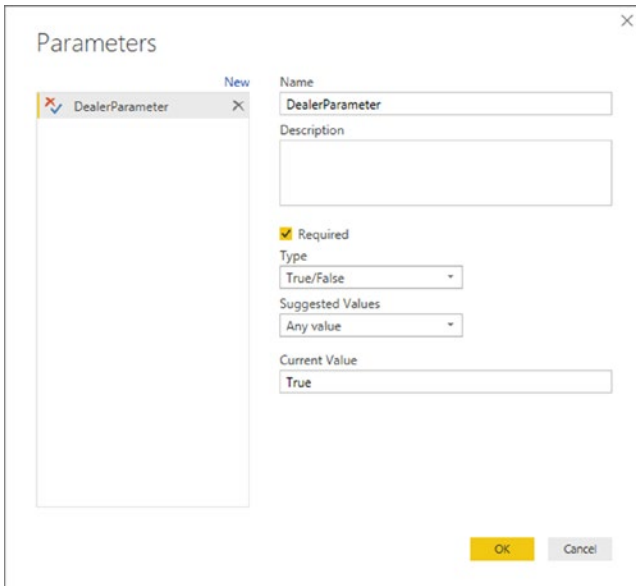 Parameters
New
DealerParameter
Name
DealerParameter
Description
Required
Type
True/False
Suggested Values
Any value
Current Value
True
OK
Cancel